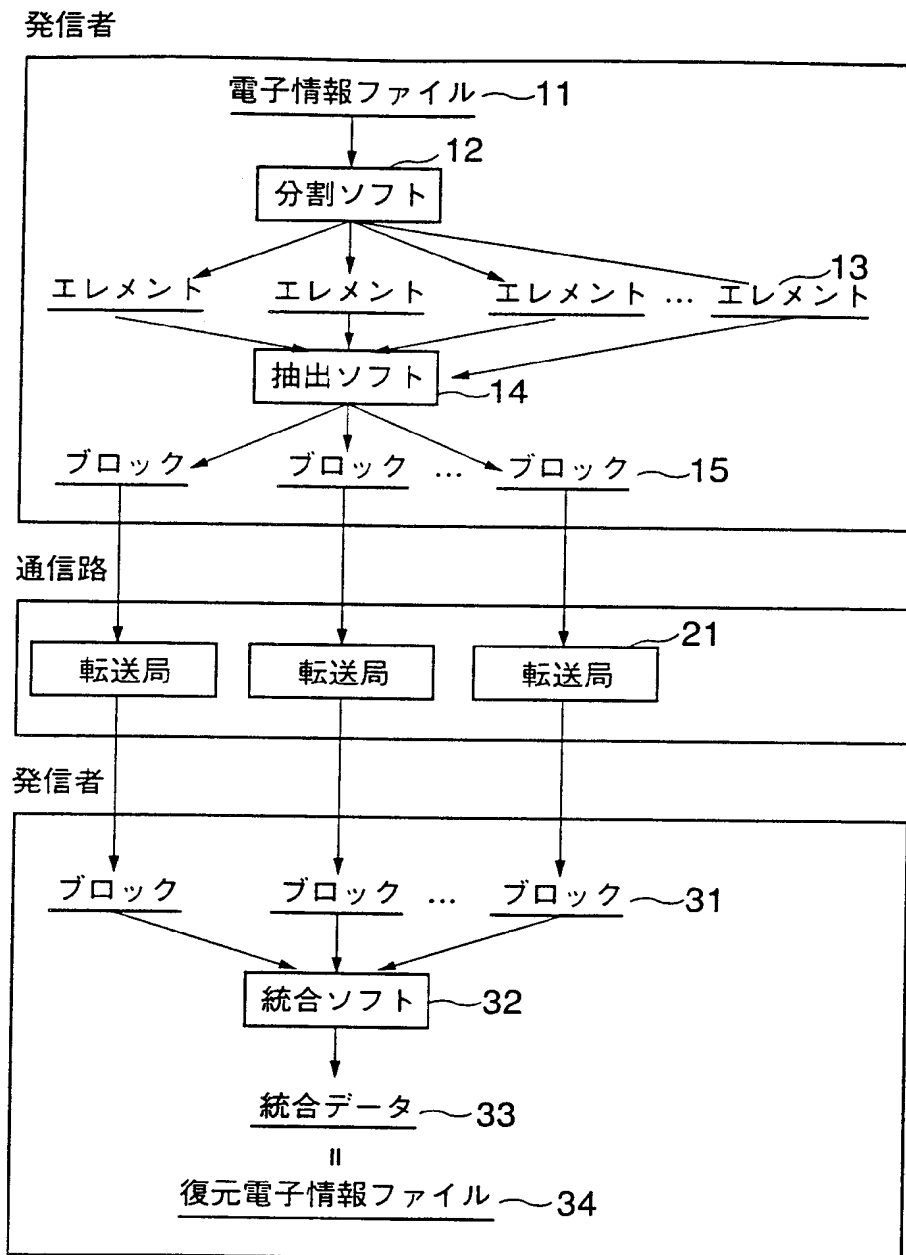 発信者
電子情報ファイル 11
12
分割ソフト
13
エレメント エレメント エレメント … エレメント
抽出ソフト
14
ブロック ブロック … ブロック 15
通信路
21
転送局 転送局 転送局
発信者
ブロック ブロック … ブロック 31
統合ソフト 32
統合データ 33
=
復元電子情報ファイル 34